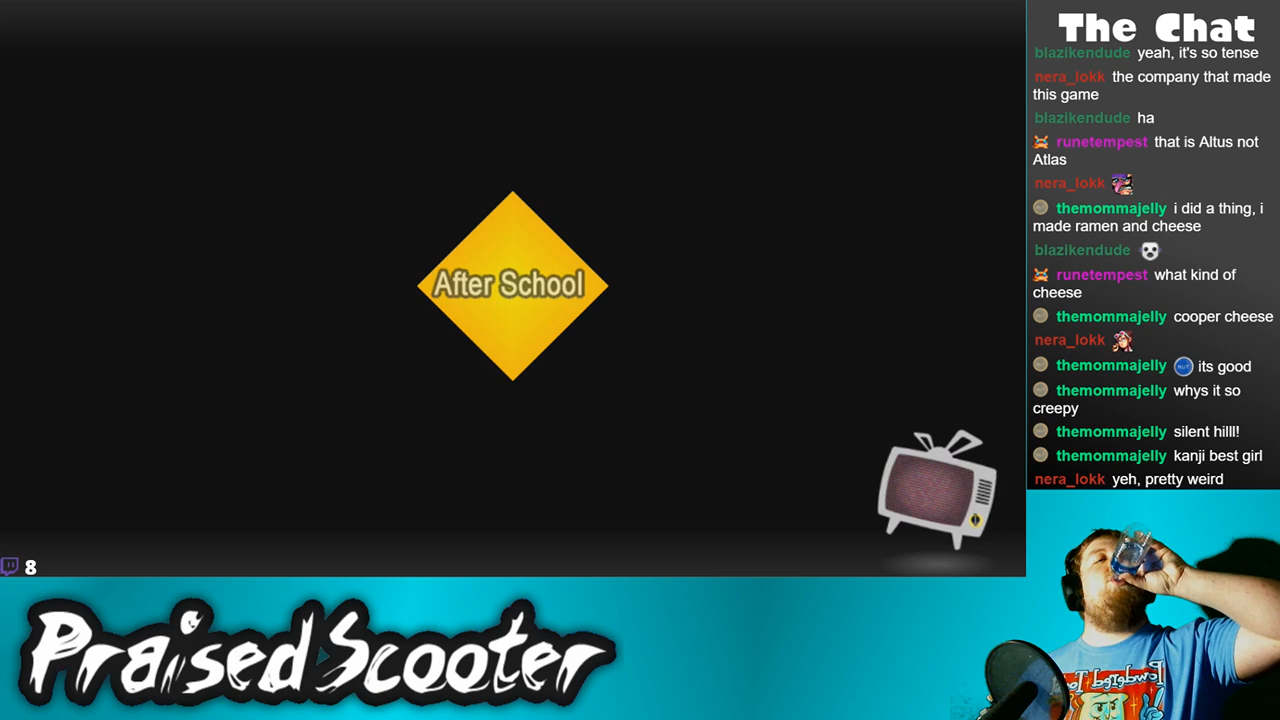 The Chat
blazikendude yeah, it's so tense
nera_lokk the company that made
this game
blazikendude ha
runetempest that is Altus not
Atlas
nera_lokk
themommajelly i did a thing, i
made ramen and cheese
blazikendude
runetempest what kind of
cheese
themommajelly cooper cheese
nera_lokk
themommajelly its good
themommajelly whys it so
creepy
themommajelly silent hilll!
themommajelly kanji best girl
nera_lokk yeh, pretty weird
After School
8
PraisedScooter